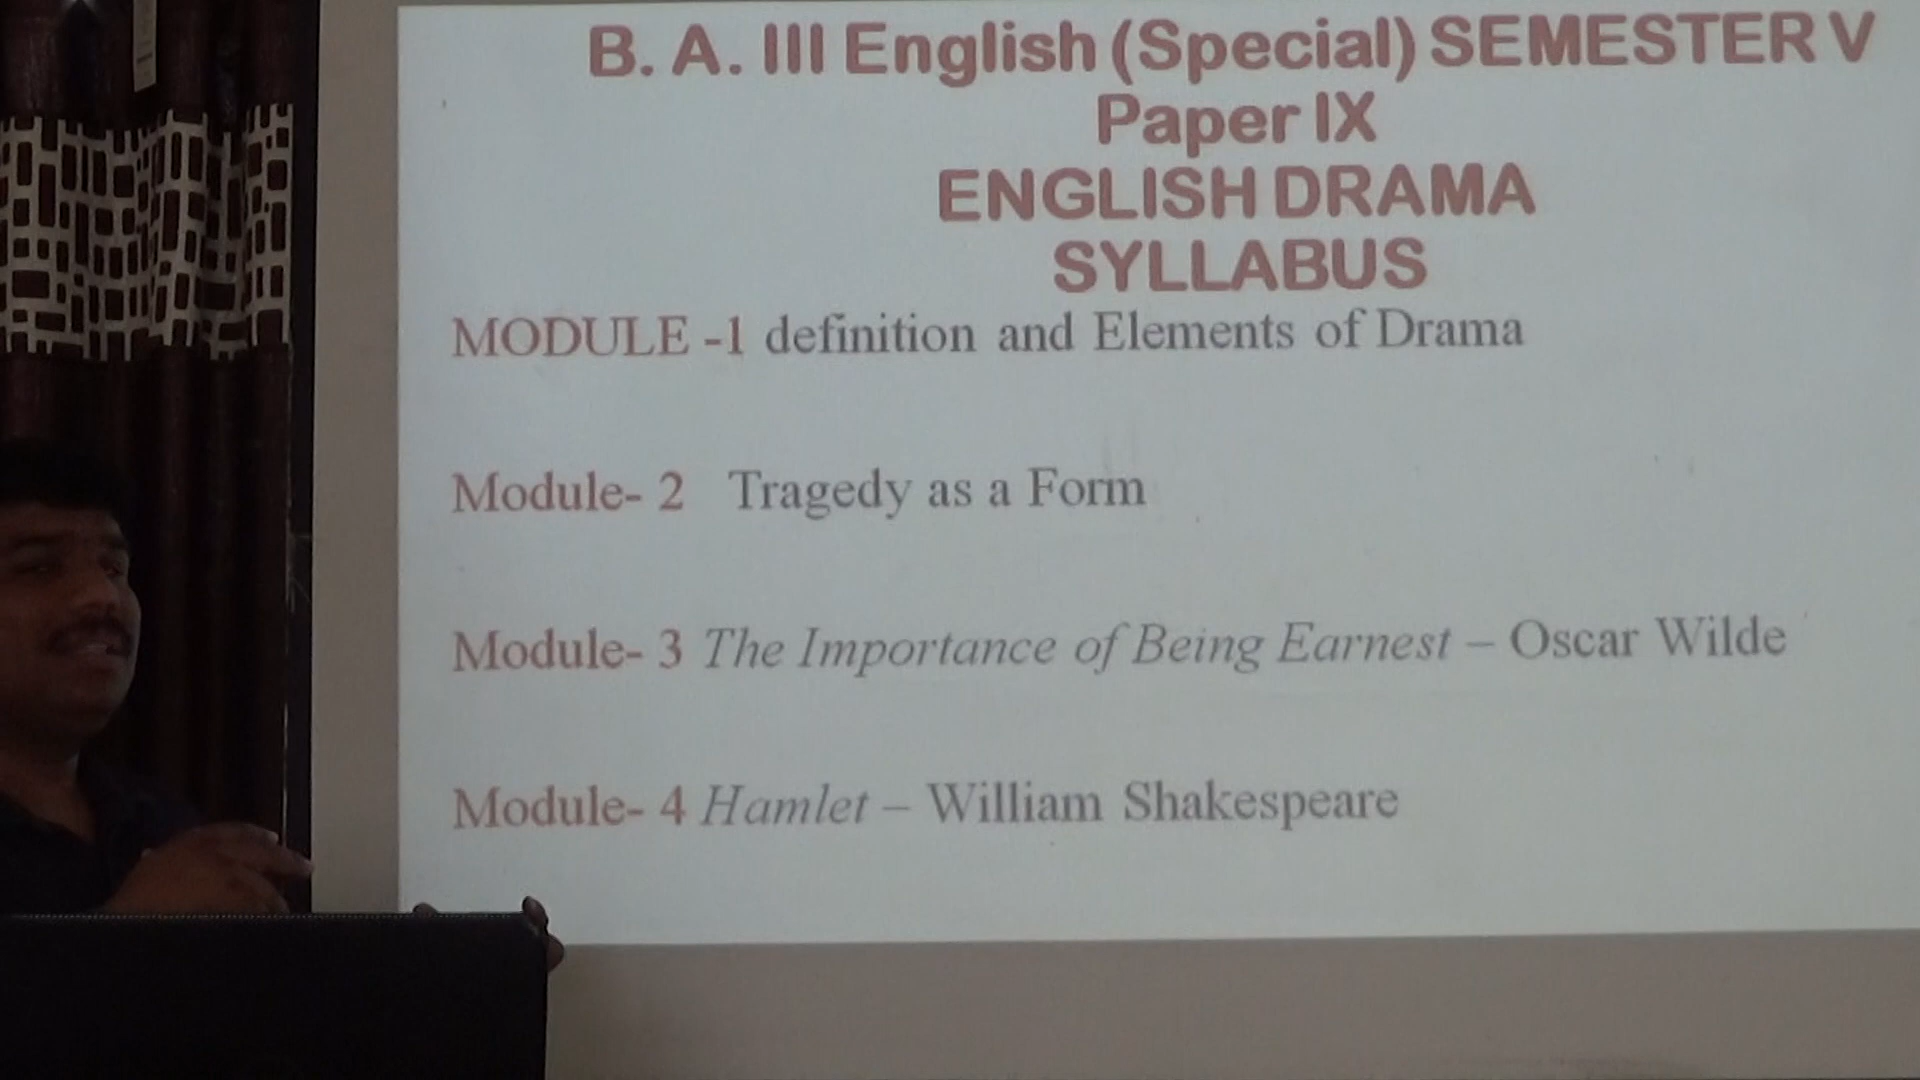 B. A. III English (Special) SEMESTER V
Paper IX
ENGLISH DRAMA
SYLLABUS
MODULE -1 definition and Elements of Drama
Module- 2 Tragedy as a Form
Module- 3 The Importance of Being Earnest – Oscar Wilde
Module- 4 Hamlet – William Shakespeare